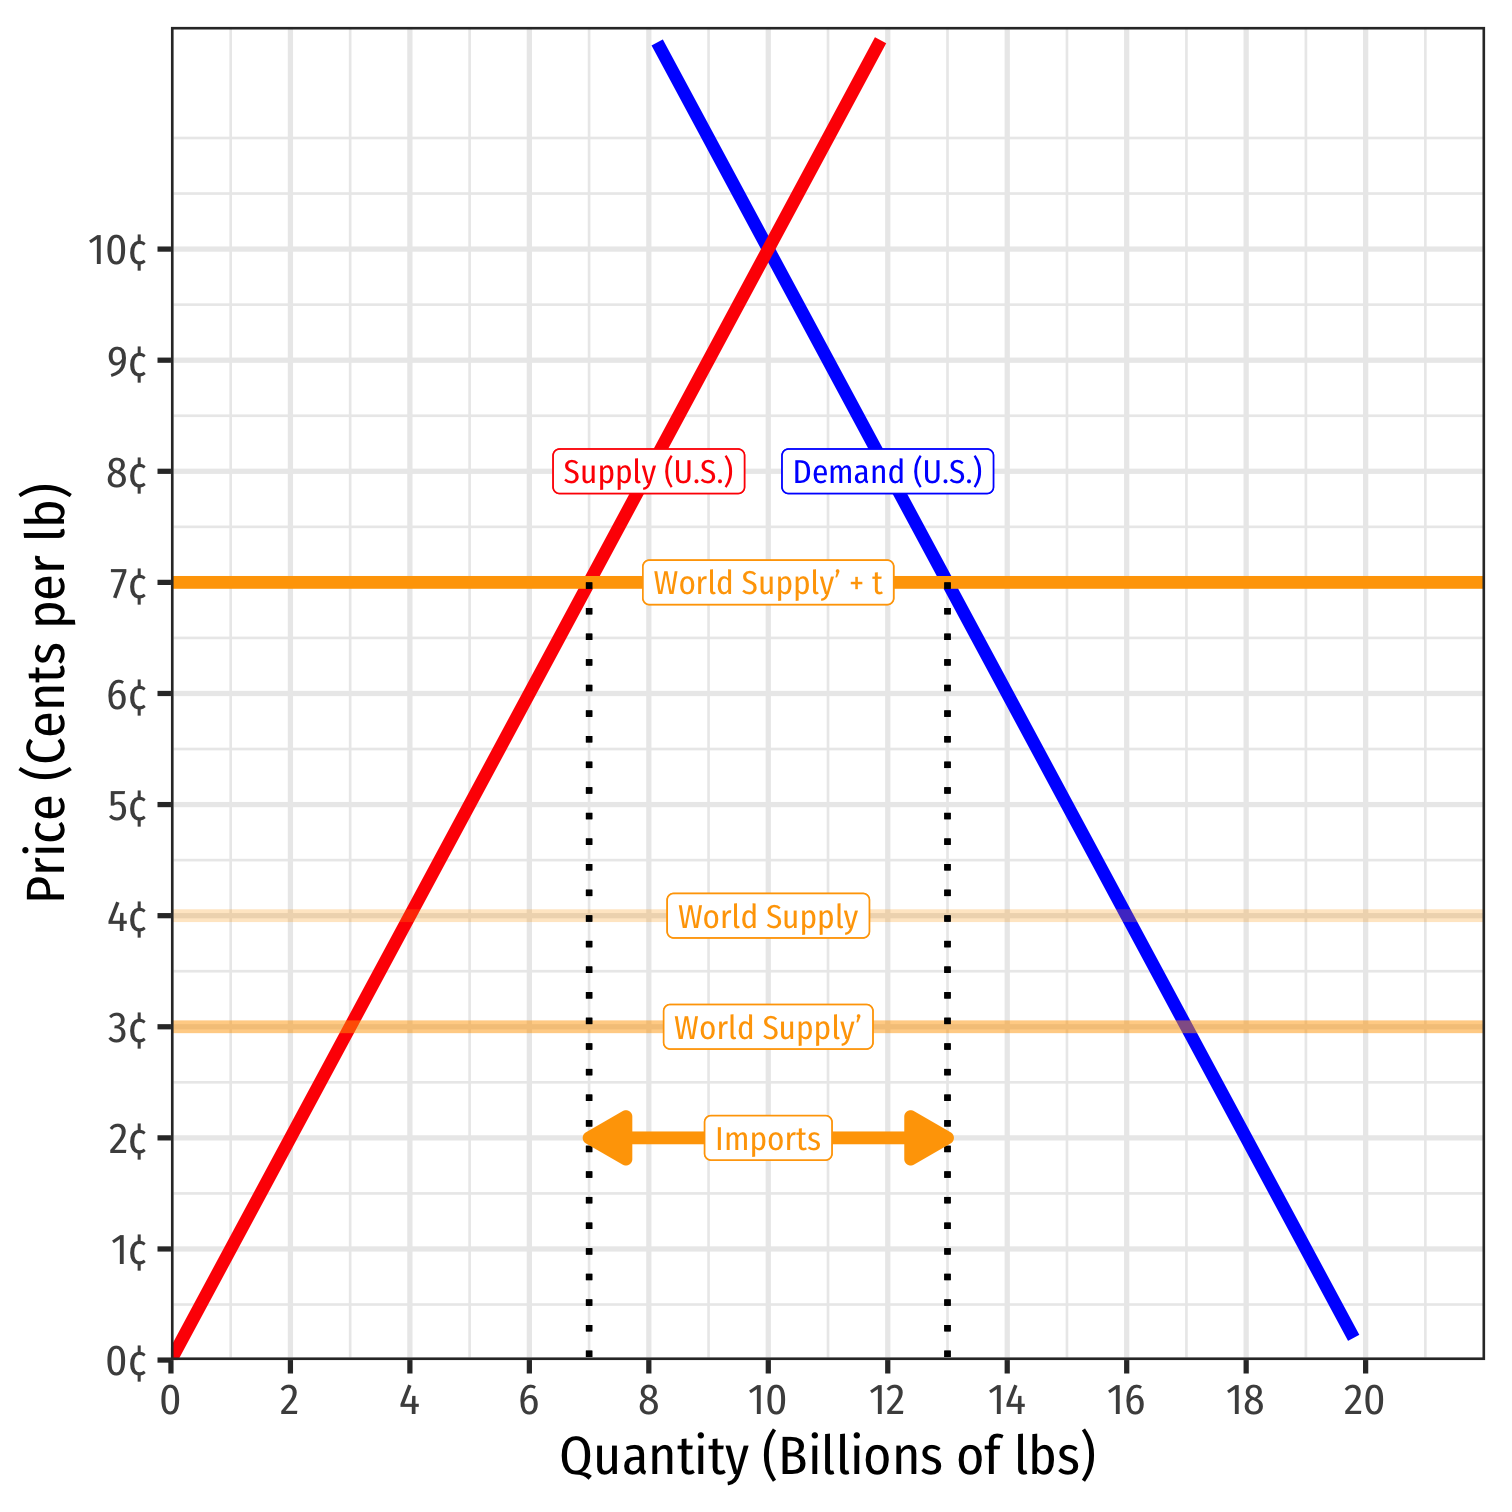 10¢
9¢
8¢
7¢
6¢
5¢
4¢
3¢
2¢
1¢
0¢
Price (Cents per lb)
Supply (U.S.)
Demand (U.S.)
World Supply’ + t
World Supply
World Supply’
Imports
0 2 4 6 8 10 12 14 16 18 20
Quantity (Billions of lbs)